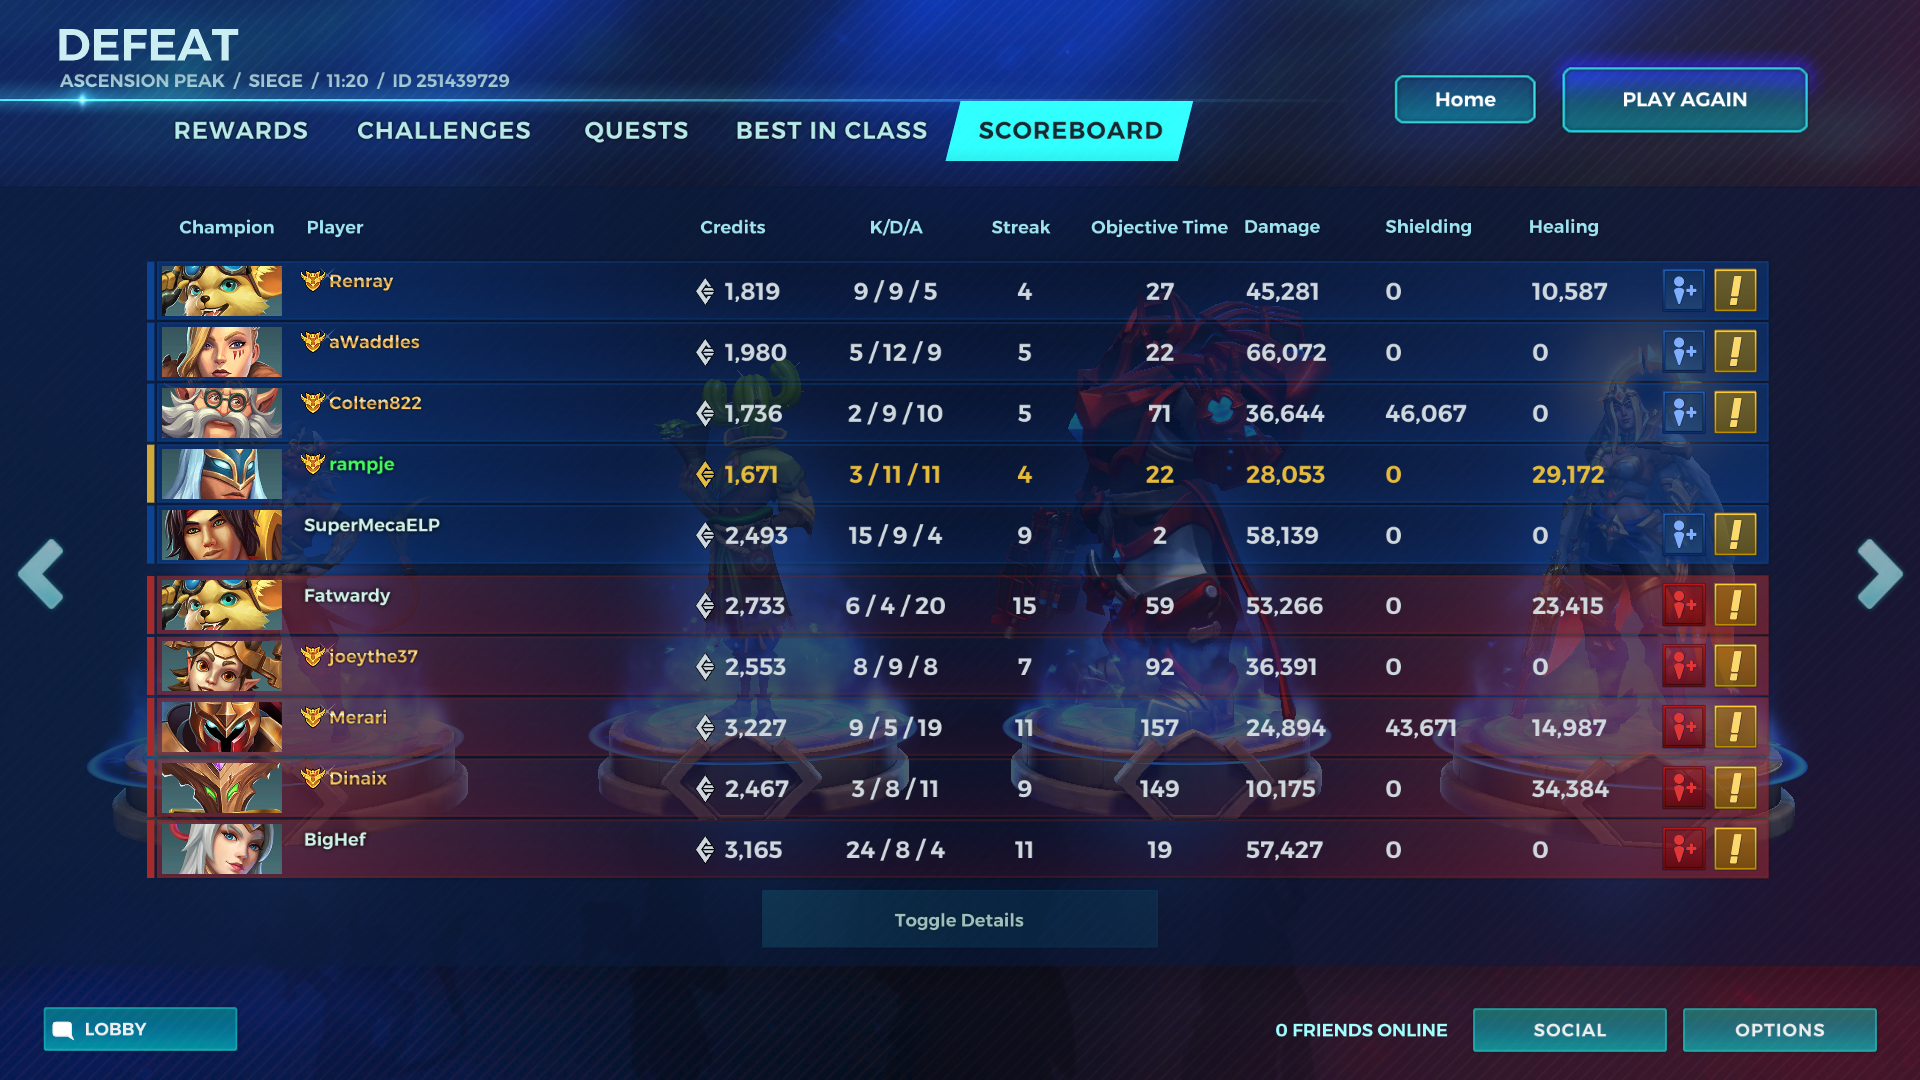 DEFEAT
ASCENSION PEAK / SIEGE / 11:20 / ID 251439729
Home
PLAY AGAIN
REWARDS CHALLENGES QUESTS BEST IN CLASS SCOREBOARD
Champion Player Credits K/D/A Streak Objective Time Damage Shielding Healing
Renray 1,819 9 / 9 / 5 4 27 45,281 0 10,587
aWaddles 1,980 5 / 12 / 9 5 22 66,072 0 0
Colten822 1,736 2 / 9 / 10 5 71 36,644 46,067 0
rampje 1,671 3 / 11 / 11 4 22 28,053 0 29,172
SuperMecaELP 2,493 15 / 9 / 4 9 2 58,139 0 0
Fatwardy 2,733 6 / 4 / 20 15 59 53,266 0 23,415
joeythe37 2,553 8 / 9 / 8 7 92 36,391 0 0
Merari 3,227 9 / 5 / 19 11 157 24,894 43,671 14,987
Dinaix 2,467 3 / 8 / 11 9 149 10,175 0 34,384
BigHef 3,165 24 / 8 / 4 11 19 57,427 0 0
Toggle Details
LOBBY
0 FRIENDS ONLINE
SOCIAL
OPTIONS